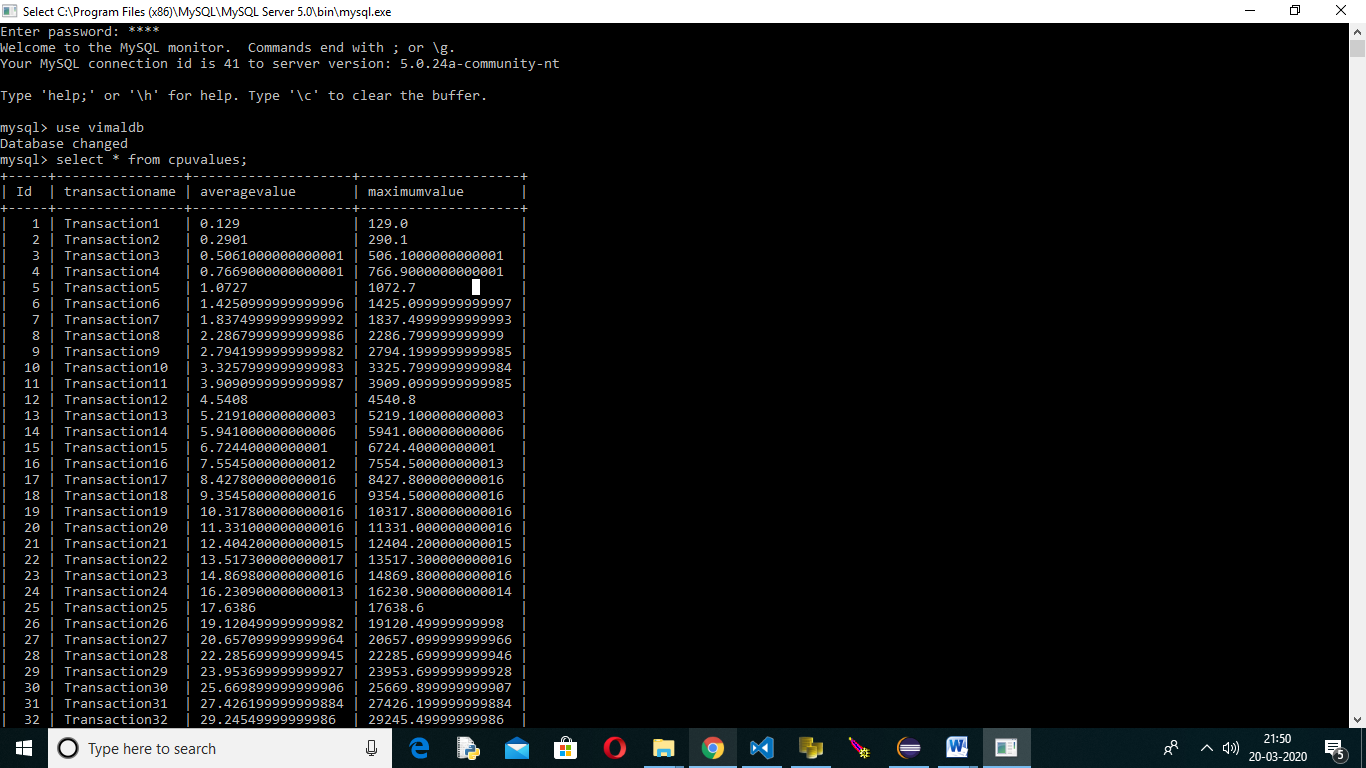 Select C:\Program Files (x86)\MySQL\MySQL Server 5.0\bin\mysql.exe
Enter password: ****
Welcome to the MySQL monitor.  Commands end with ; or \g.
Your MySQL connection id is 41 to server version: 5.0.24a-community-nt
Type 'help;' or '\h' for help. Type '\c' to clear the buffer.
mysql> use vimaldb
Database changed
mysql> select * from cpuvalues;
+-----+----------------+--------------------+--------------------+
| Id  | transactioname | averagevalue       | maximumvalue       |
+-----+----------------+--------------------+--------------------+
|   1 | Transaction1   | 0.129              | 129.0              |
|   2 | Transaction2   | 0.2901             | 290.1              |
|   3 | Transaction3   | 0.5061000000000001 | 506.1000000000001  |
|   4 | Transaction4   | 0.7669000000000001 | 766.9000000000001  |
|   5 | Transaction5   | 1.0727             | 1072.7             |
|   6 | Transaction6   | 1.4250999999999996 | 1425.0999999999997 |
|   7 | Transaction7   | 1.8374999999999992 | 1837.4999999999993 |
|   8 | Transaction8   | 2.2867999999999986 | 2286.799999999999  |
|   9 | Transaction9   | 2.7941999999999982 | 2794.1999999999985 |
|  10 | Transaction10  | 3.3257999999999983 | 3325.7999999999984 |
|  11 | Transaction11  | 3.9090999999999987 | 3909.0999999999985 |
|  12 | Transaction12  | 4.5408             | 4540.8             |
|  13 | Transaction13  | 5.219100000000003  | 5219.100000000003  |
|  14 | Transaction14  | 5.941000000000006  | 5941.000000000006  |
|  15 | Transaction15  | 6.72440000000001   | 6724.40000000001   |
|  16 | Transaction16  | 7.554500000000012  | 7554.500000000013  |
|  17 | Transaction17  | 8.427800000000016  | 8427.800000000016  |
|  18 | Transaction18  | 9.354500000000016  | 9354.500000000016  |
|  19 | Transaction19  | 10.317800000000016 | 10317.800000000016 |
|  20 | Transaction20  | 11.331000000000016 | 11331.000000000016 |
|  21 | Transaction21  | 12.404200000000015 | 12404.200000000015 |
|  22 | Transaction22  | 13.517300000000017 | 13517.300000000016 |
|  23 | Transaction23  | 14.869800000000016 | 14869.800000000016 |
|  24 | Transaction24  | 16.230900000000013 | 16230.900000000014 |
|  25 | Transaction25  | 17.6386            | 17638.6            |
|  26 | Transaction26  | 19.120499999999982 | 19120.49999999998  |
|  27 | Transaction27  | 20.657099999999964 | 20657.099999999966 |
|  28 | Transaction28  | 22.285699999999945 | 22285.699999999946 |
|  29 | Transaction29  | 23.953699999999927 | 23953.699999999928 |
|  30 | Transaction30  | 25.669899999999906 | 25669.899999999907 |
|  31 | Transaction31  | 27.426199999999884 | 27426.199999999884 |
|  32 | Transaction32  | 29.24549999999986  | 29245.49999999986  |
Type here to search
21:50
20-03-2020
5